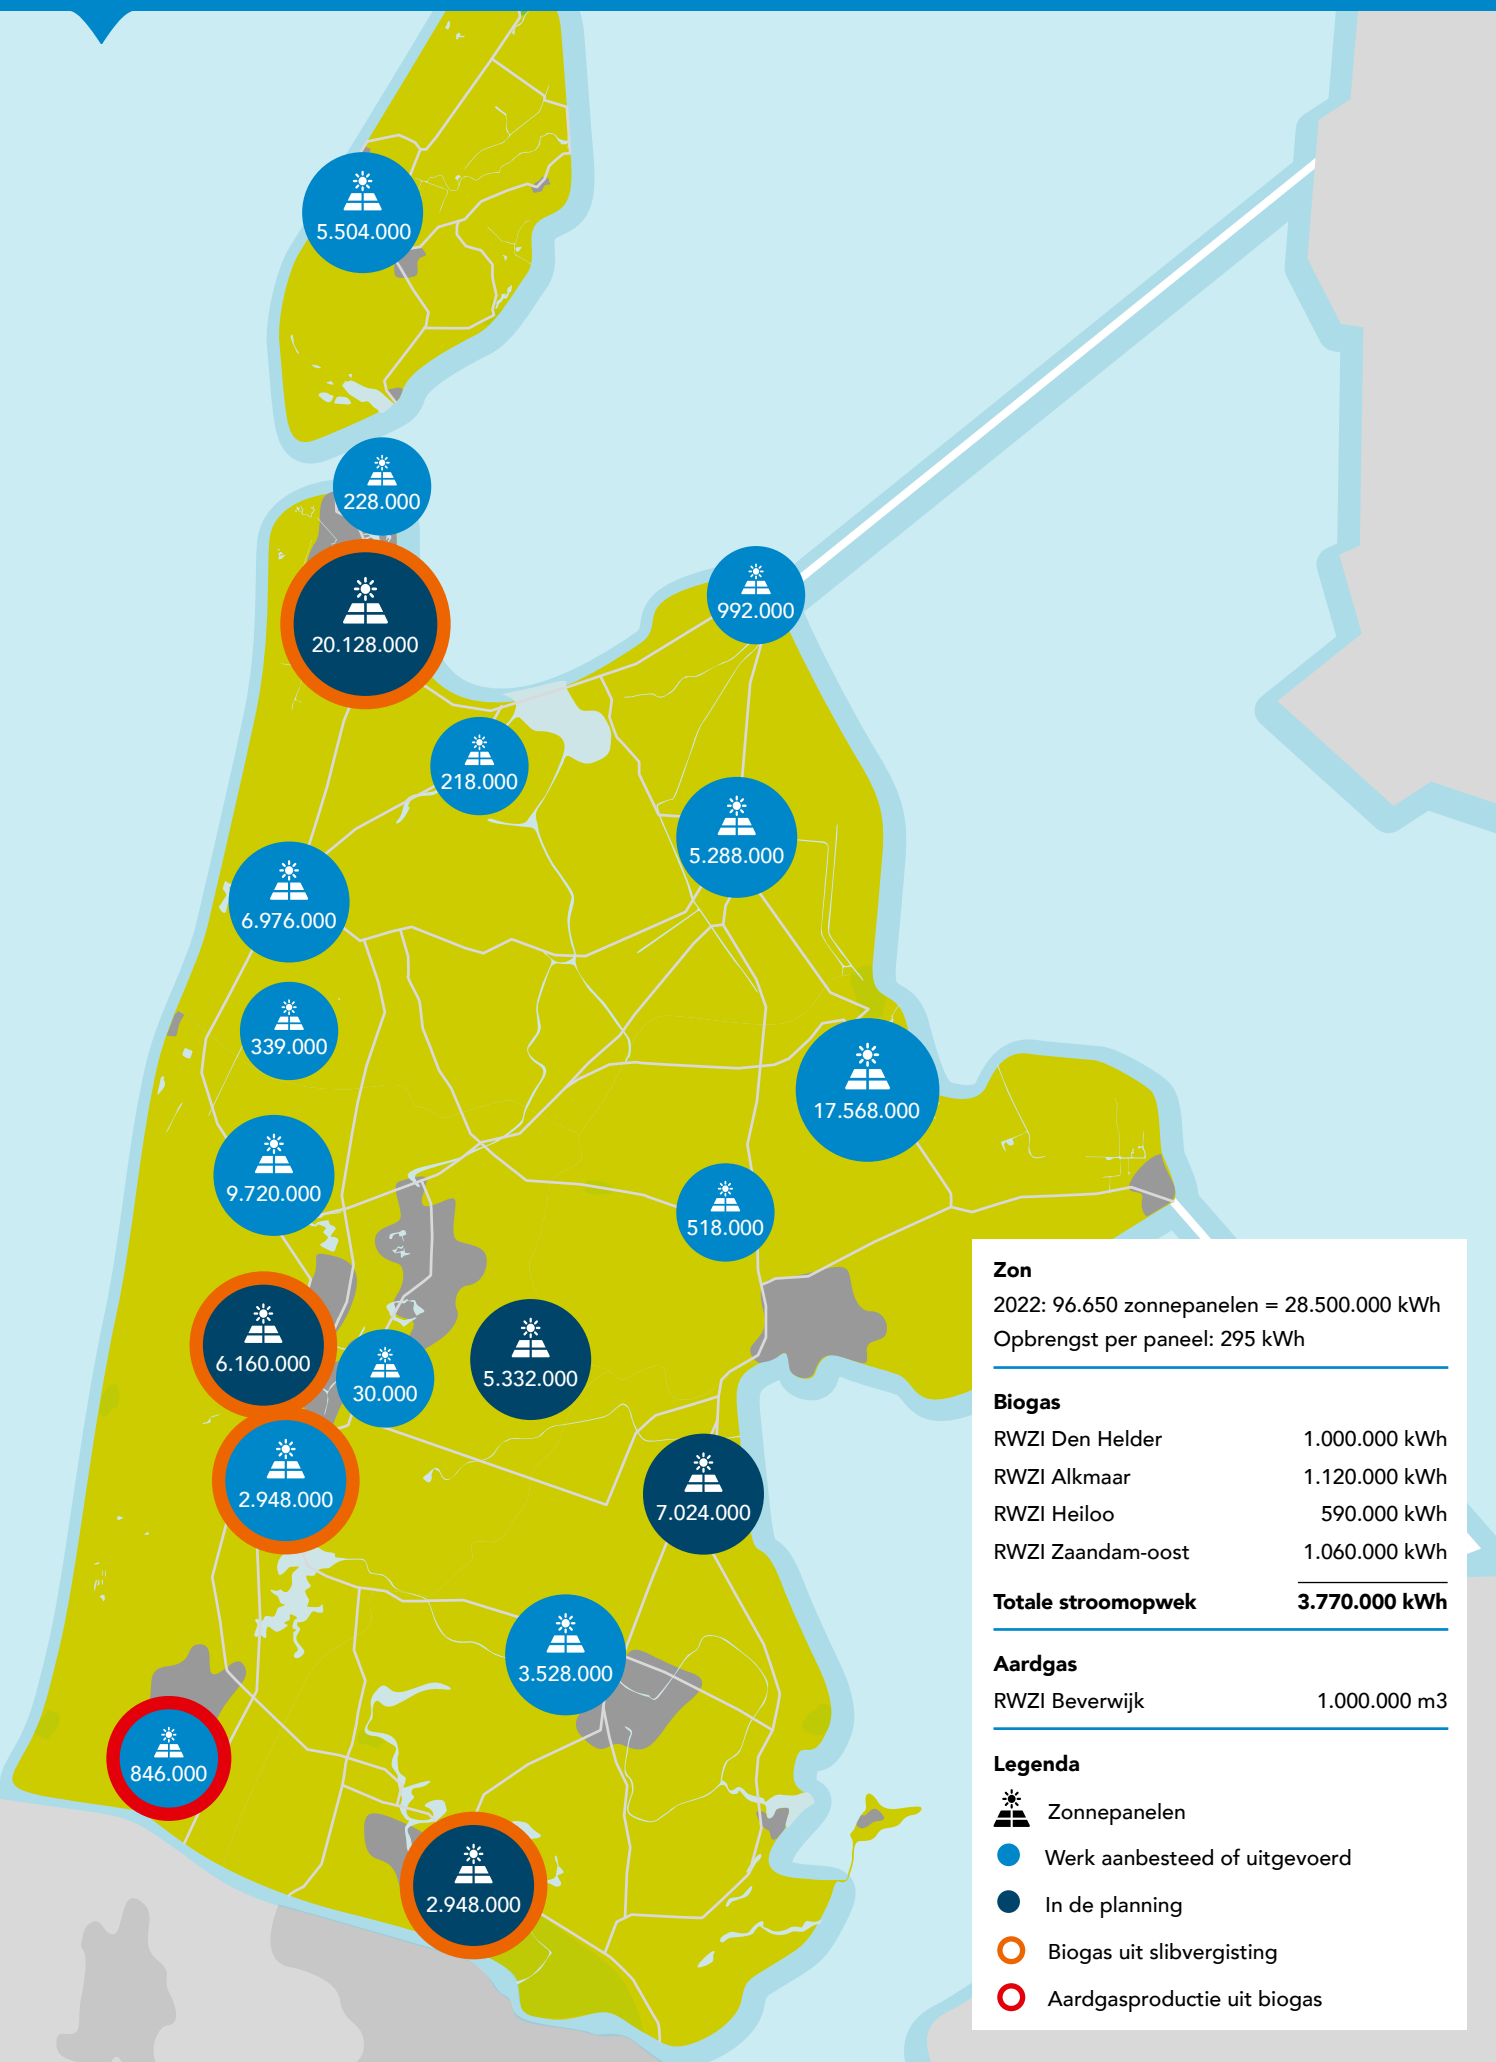 5.504.000
228.000
20.128.000
992.000
218.000
5.288.000
6.976.000
339.000
17.568.000
9.720.000
518.000
6.160.000
30.000
5.332.000
2.948.000
7.024.000
3.528.000
846.000
2.948.000
Zon
2022: 96.650 zonnepanelen = 28.500.000 kWh
Opbrengst per paneel: 295 kWh
Biogas
RWZI Den Helder 1.000.000 kWh
RWZI Alkmaar 1.120.000 kWh
RWZI Heiloo 590.000 kWh
RWZI Zaandam-oost 1.060.000 kWh
Totale stroomopwek 3.770.000 kWh
Aardgas
RWZI Beverwijk 1.000.000 m3
Legenda
Zonnepanelen
Werk aanbesteed of uitgevoerd
In de planning
Biogas uit slibvergisting
Aardgasproductie uit biogas